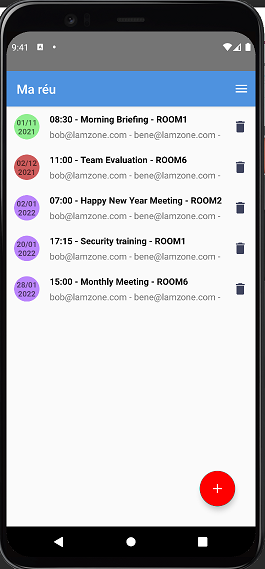 9:41
Ma réu
01/11
2021
08:30 - Morning Briefing - ROOM1
bob@lamzone.com - bene@lamzone.com -
02/12
2021
11:00 - Team Evaluation - ROOM6
bob@lamzone.com - bene@lamzone.com -
02/01
2022
07:00 - Happy New Year Meeting - ROOM2
bob@lamzone.com - bene@lamzone.com -
20/01
2022
17:15 - Security training - ROOM1
bob@lamzone.com - bene@lamzone.com -
28/01
2022
15:00 - Monthly Meeting - ROOM6
bob@lamzone.com - bene@lamzone.com -